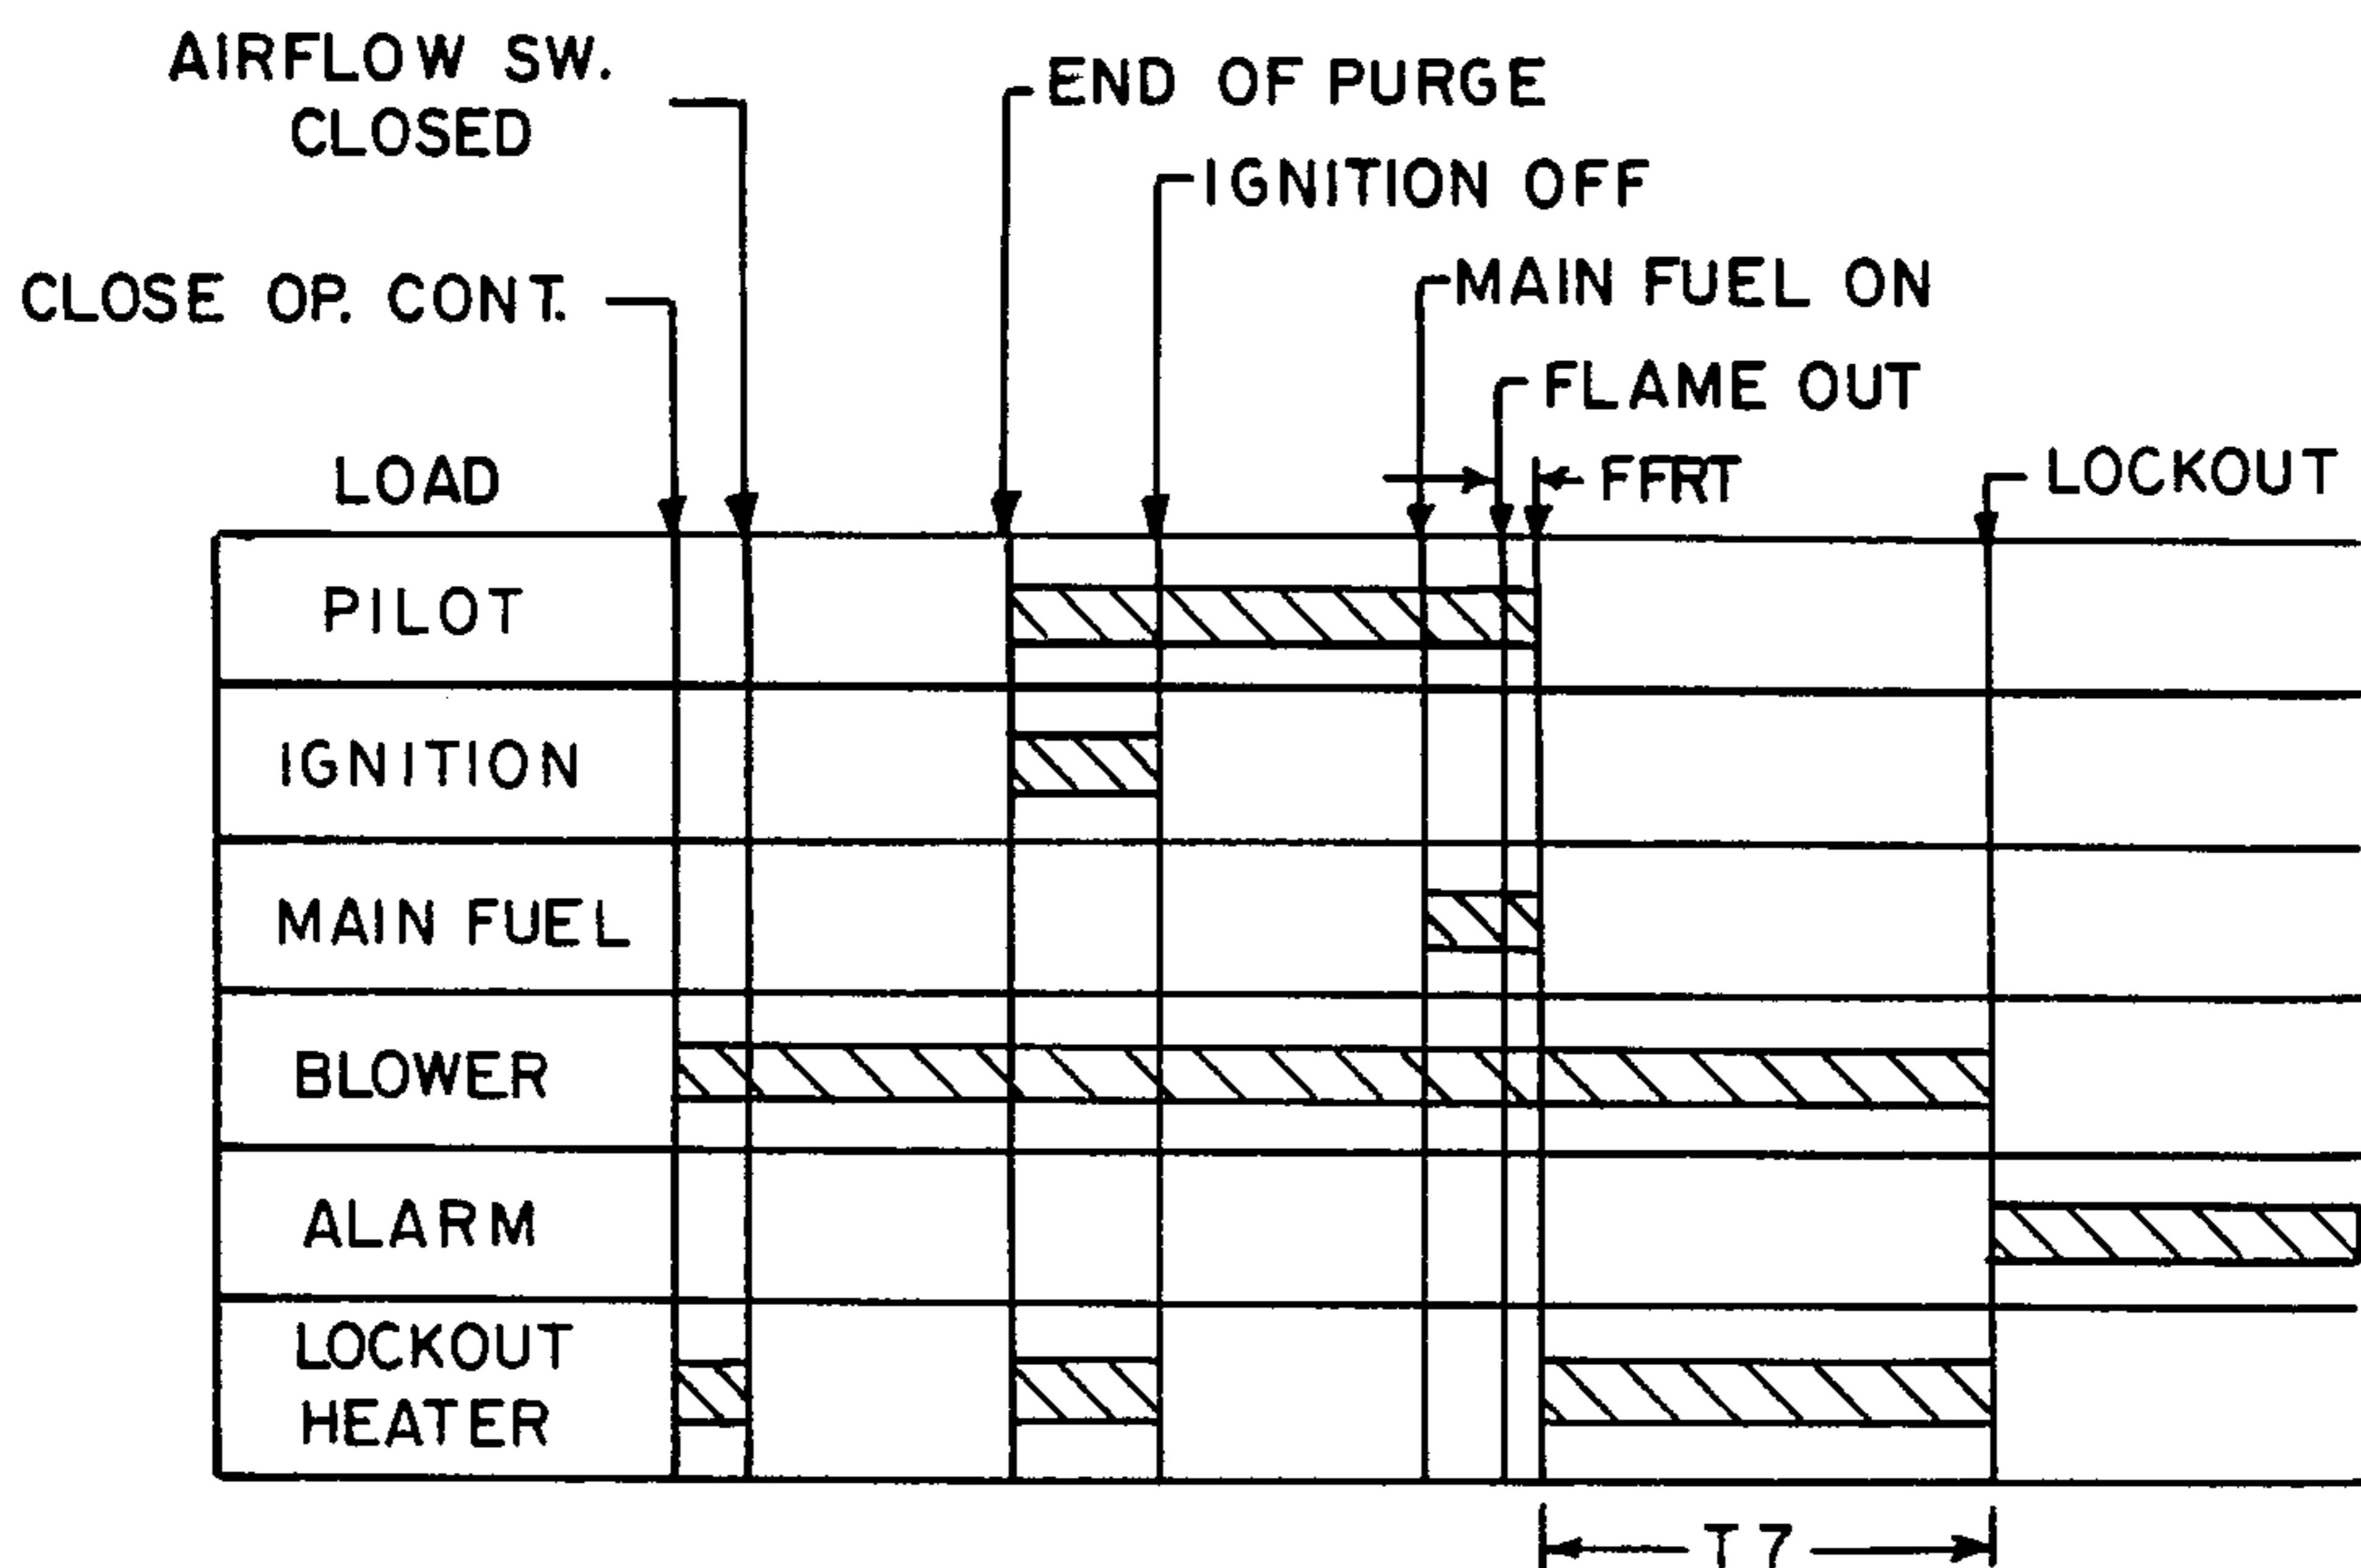 AIRFLOW SW.
CLOSED
END OF PURGE
IGNITION OFF
CLOSE OP. CONT.
MAIN FUEL ON
FLAME OUT
LOAD
FFRT
LOCKOUT
PILOT
IGNITION
MAIN FUEL
BLOWER
ALARM
LOCKOUT
HEATER
T7